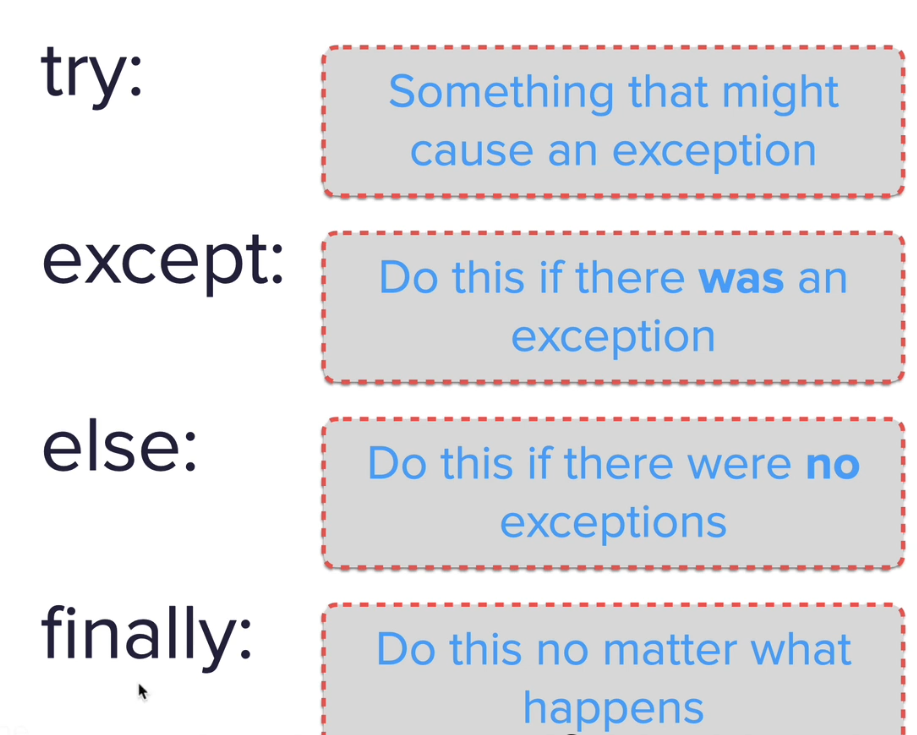 try:
Something that might
cause an exception
except:
Do this if there was an
exception
else:
Do this if there were no
exceptions
finally:
Do this no matter what
happens